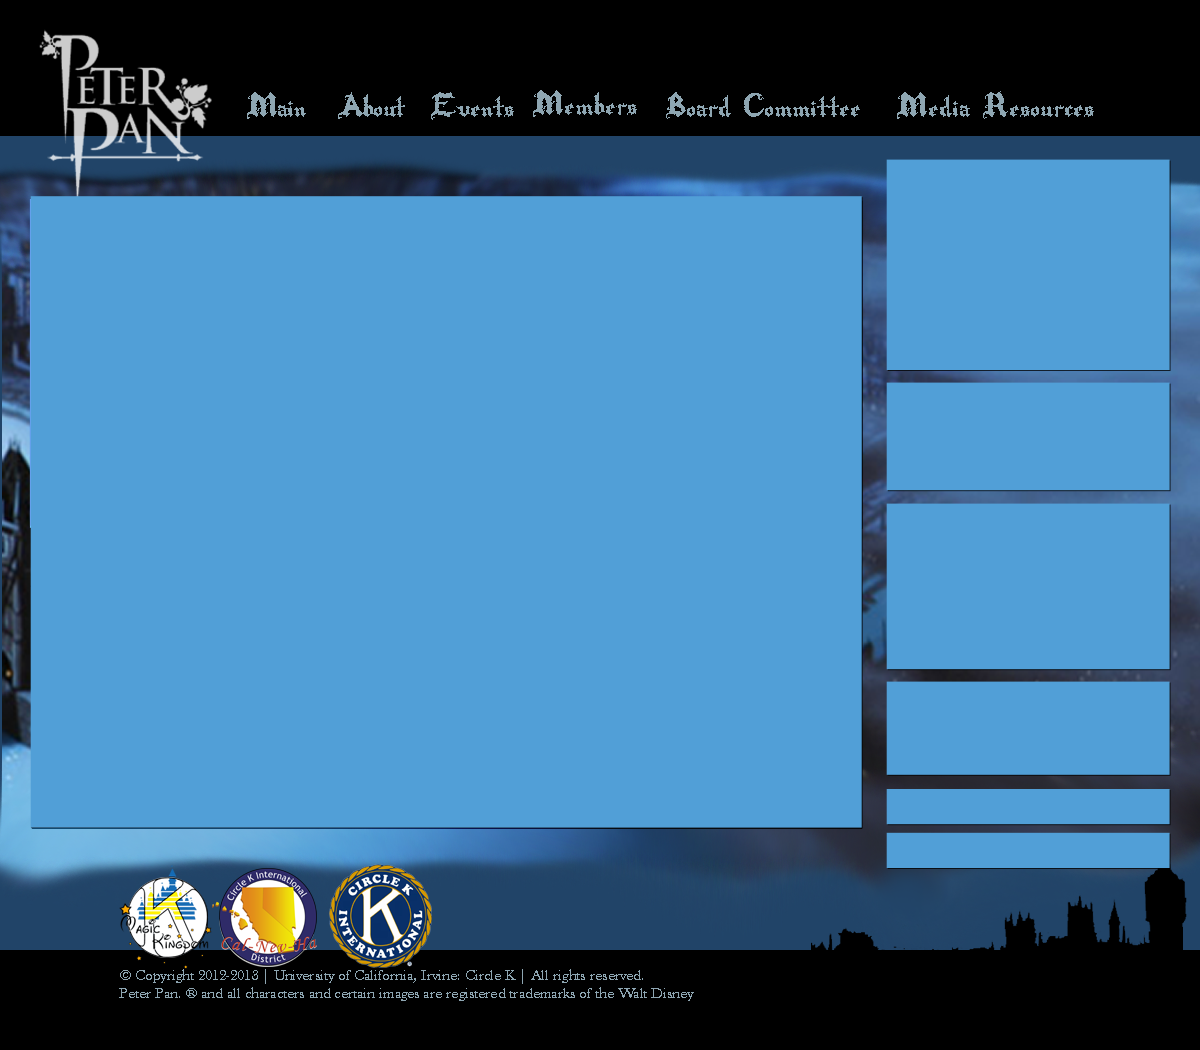 PETER
PAN
Main About Events Members Board Committee Media Resources
Magic K Kingdom
Circle K International
Cal-Nev-Ha
District
CIRCLE K
K
INTERNATIONAL
© Copyright 2012-2013 | University of California, Irvine: Circle K | All rights reserved.
Peter Pan. ® and all characters and certain images are registered trademarks of the Walt Disney